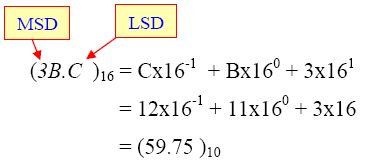 MSD LSD
(3B.C )₁₆ = Cx16⁻¹ + Bx16⁰ + 3x16¹
= 12x16⁻¹ + 11x16⁰ + 3x16
= (59.75 )₁₀